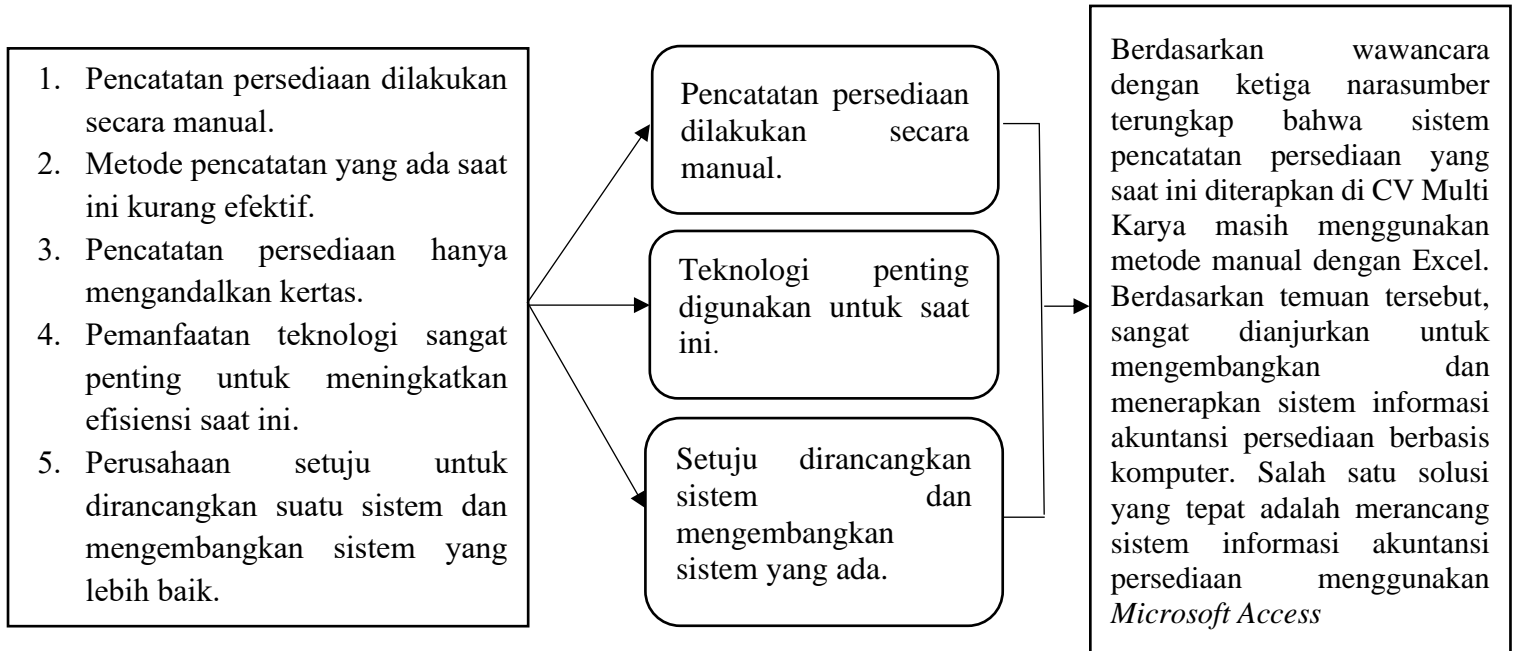 1. Pencatatan persediaan dilakukan
secara manual.
2. Metode pencatatan yang ada saat
ini kurang efektif.
3. Pencatatan persediaan hanya
mengandalkan kertas.
4. Pemanfaatan teknologi sangat
penting untuk meningkatkan
efisiensi saat ini.
5. Perusahaan setuju untuk
dirancangkan suatu sistem dan
mengembangkan sistem yang
lebih baik.
Pencatatan persediaan
dilakukan secara
manual.
Teknologi penting
digunakan untuk saat
ini.
Setuju dirancangkan
sistem dan
mengembangkan
sistem yang ada.
Berdasarkan wawancara
dengan ketiga narasumber
terungkap bahwa sistem
pencatatan persediaan yang
saat ini diterapkan di CV Multi
Karya masih menggunakan
metode manual dengan Excel.
Berdasarkan temuan tersebut,
sangat dianjurkan untuk
mengembangkan dan
menerapkan sistem informasi
akuntansi persediaan berbasis
komputer. Salah satu solusi
yang tepat adalah merancang
sistem informasi akuntansi
persediaan menggunakan
Microsoft Access